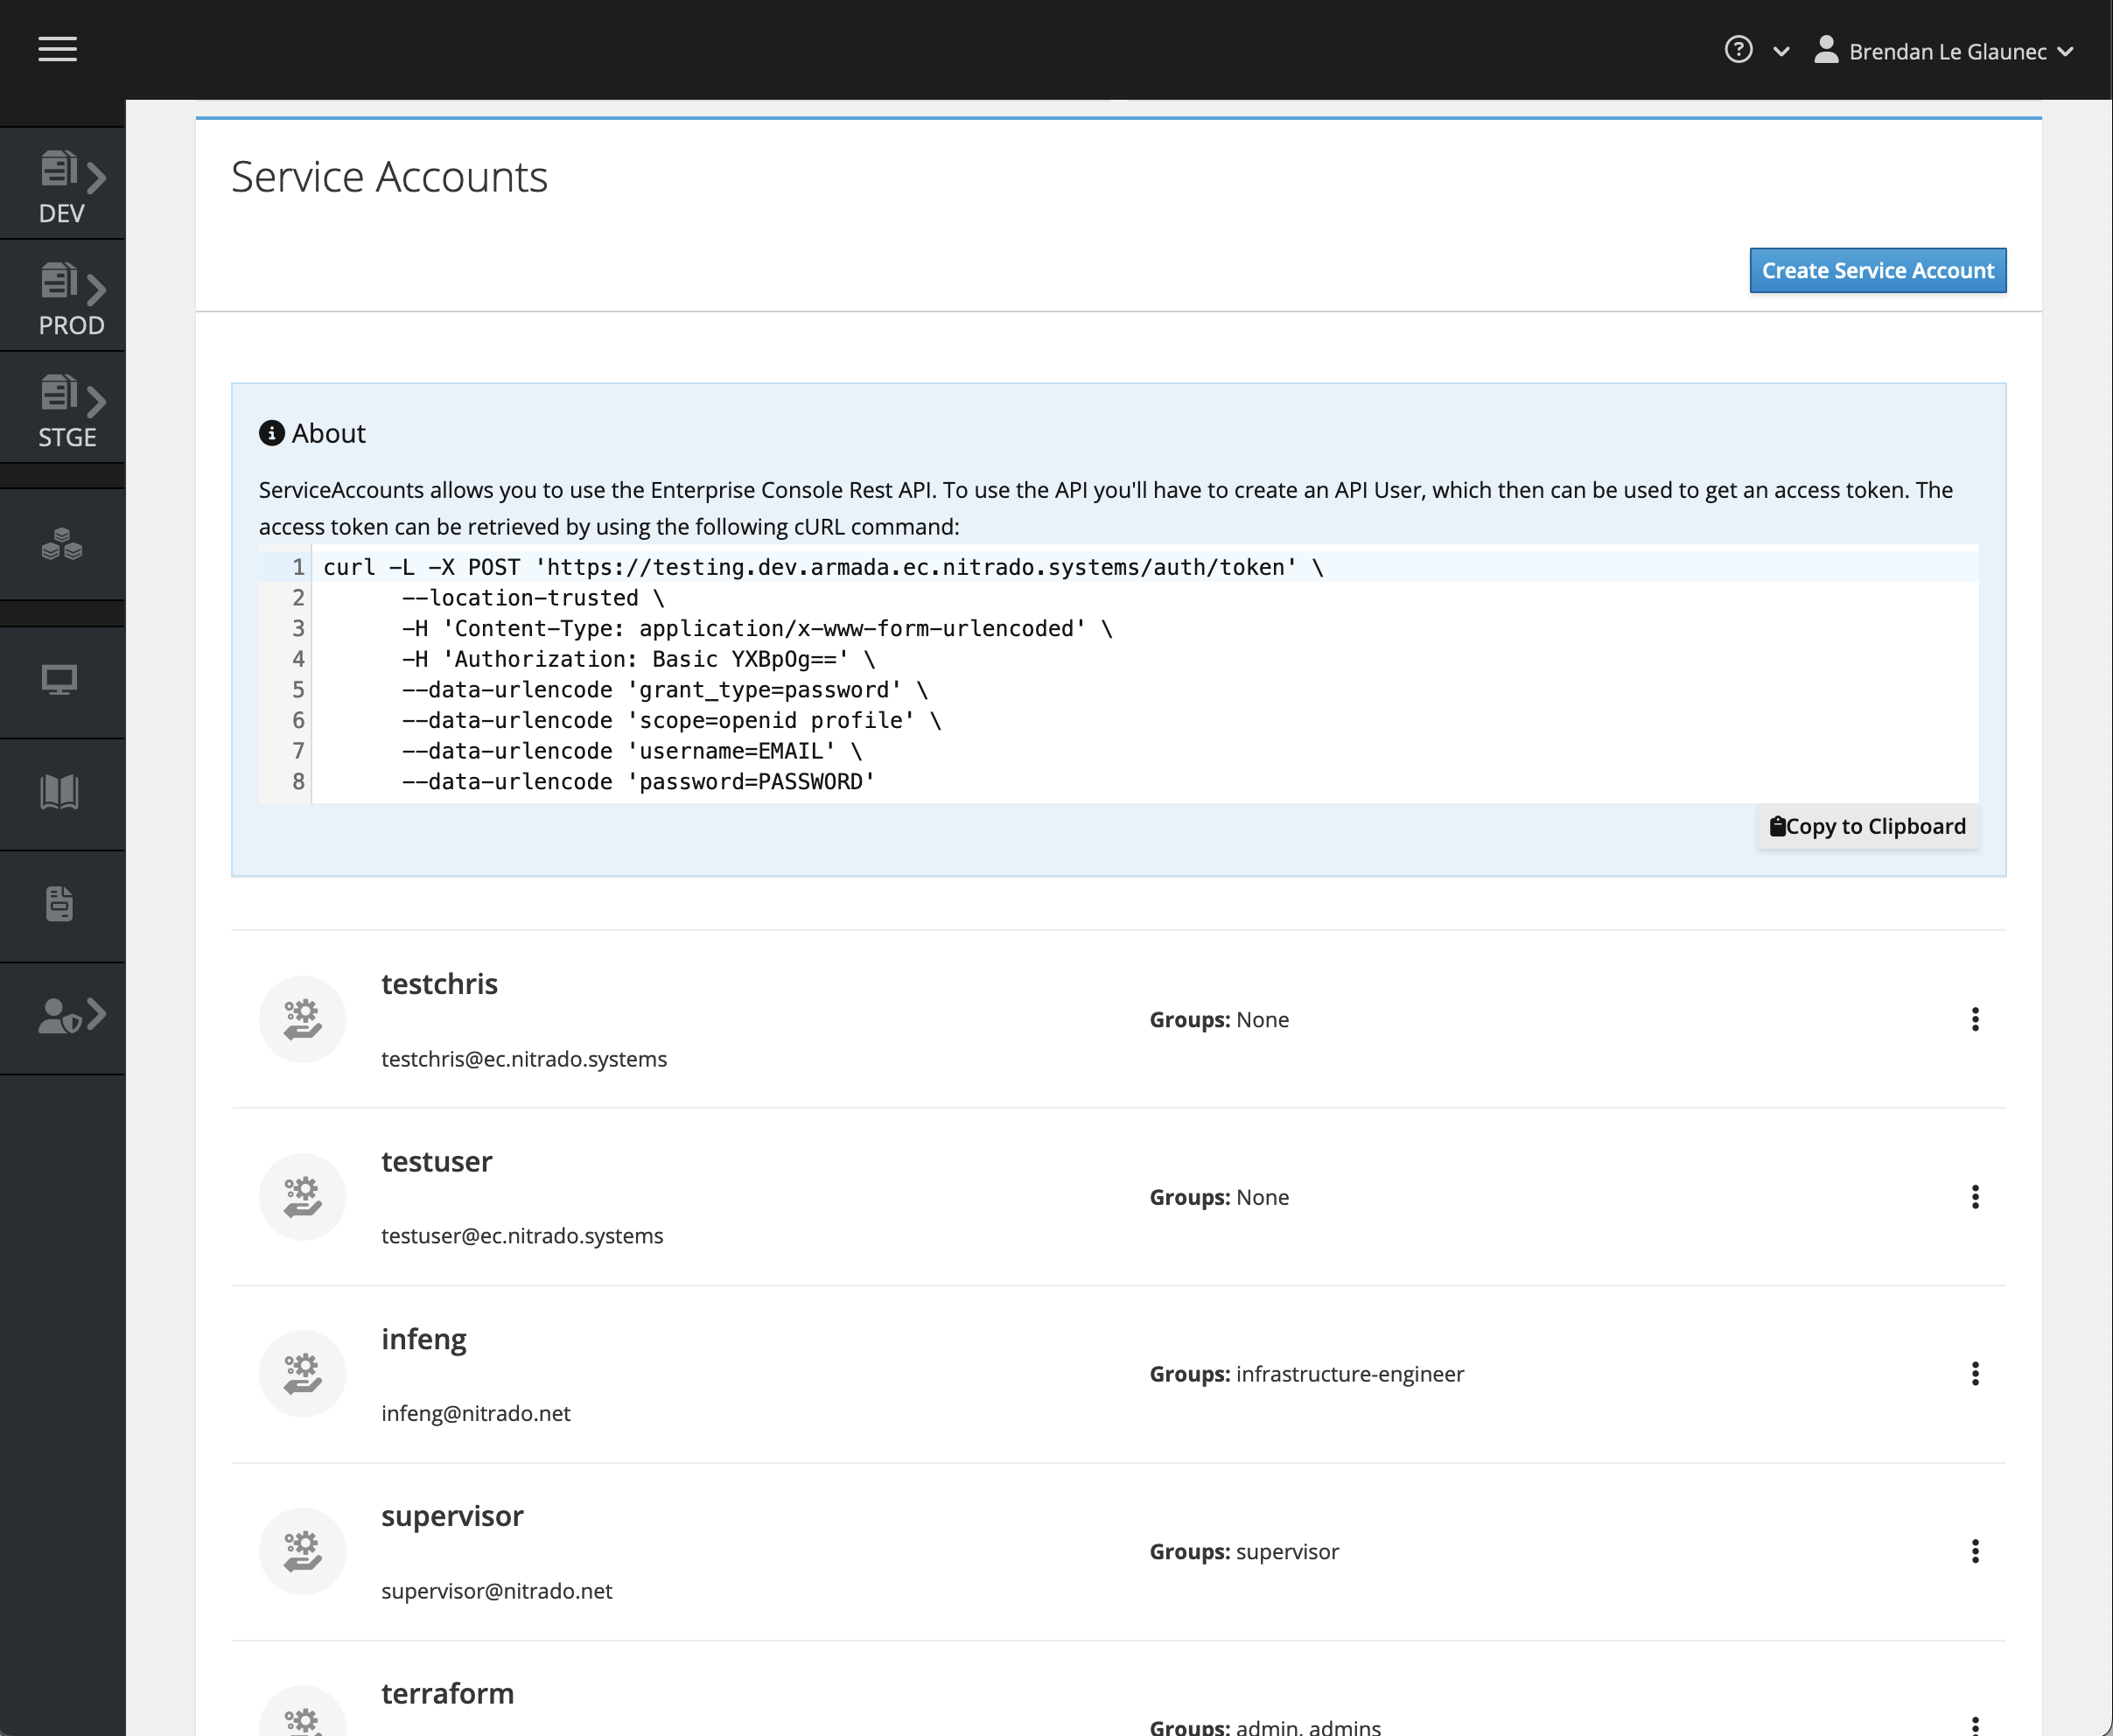 Brendan Le Glaunec
DEV
PROD
STGE
Service Accounts
Create Service Account
About
ServiceAccounts allows you to use the Enterprise Console Rest API. To use the API you'll have to create an API User, which then can be used to get an access token. The
access token can be retrieved by using the following cURL command:
1 curl -L -X POST 'https://testing.dev.armada.ec.nitrado.systems/auth/token' \
2 --location-trusted \
3 -H 'Content-Type: application/x-www-form-urlencoded' \
4 -H 'Authorization: Basic YXBpOg==' \
5 --data-urlencode 'grant_type=password' \
6 --data-urlencode 'scope=openid profile' \
7 --data-urlencode 'username=EMAIL' \
8 --data-urlencode 'password=PASSWORD'
Copy to Clipboard
testchris
Groups: None
testchris@ec.nitrado.systems
testuser
Groups: None
testuser@ec.nitrado.systems
infeng
Groups: infrastructure-engineer
infeng@nitrado.net
supervisor
Groups: supervisor
supervisor@nitrado.net
terraform
Groups: admin, admins